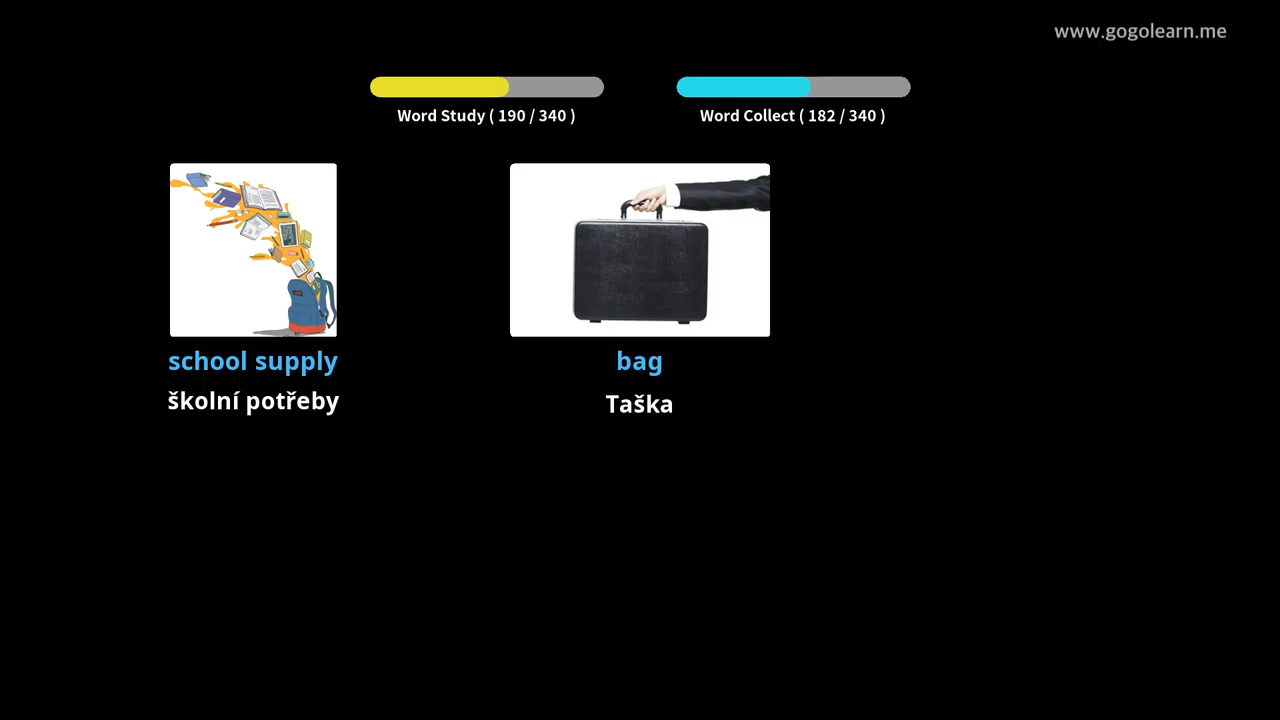 www.gogolearn.me
Word Study ( 190 / 340 )
Word Collect ( 182 / 340 )
school supply
školní potřeby
bag
Taška